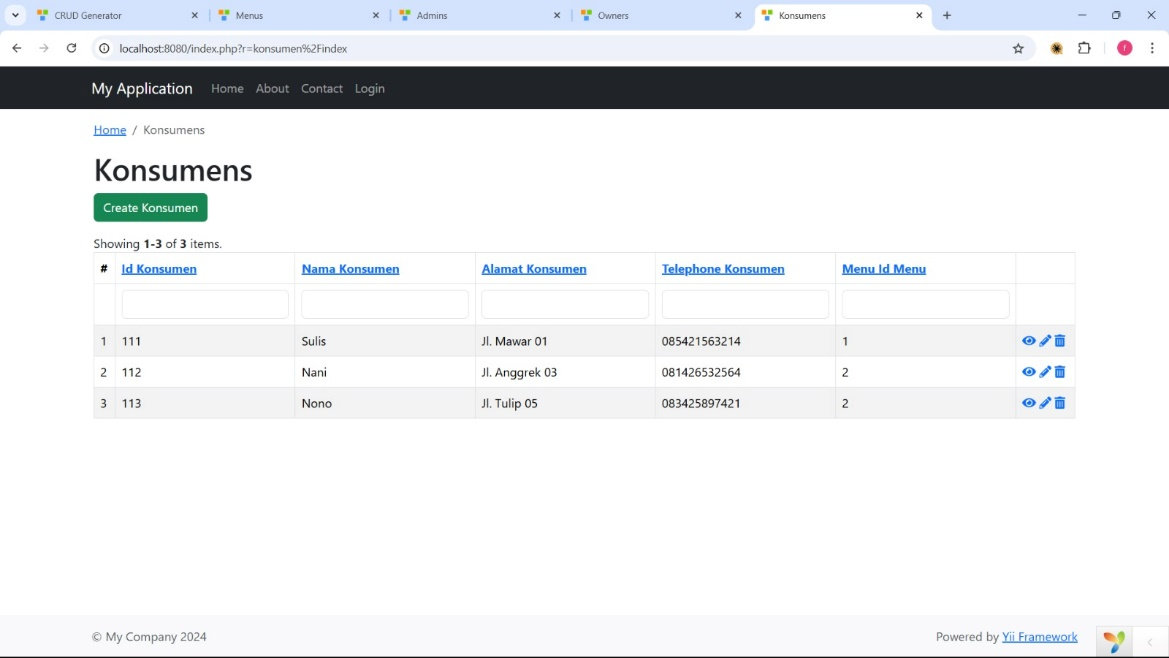 CRUD Generator
Menus
Admins
Owners
Konsumens
localhost:8080/index.php?r=konsumen%2Findex
f
My Application Home About Contact Login
Home / Konsumens
Konsumens
Create Konsumen
Showing 1-3 of 3 items.
# Id Konsumen Nama Konsumen Alamat Konsumen Telephone Konsumen Menu Id Menu
1 111 Sulis Jl. Mawar 01 085421563214 1
2 112 Nani Jl. Anggrek 03 081426532564 2
3 113 Nono Jl. Tulip 05 083425897421 2
© My Company 2024 Powered by Yii Framework